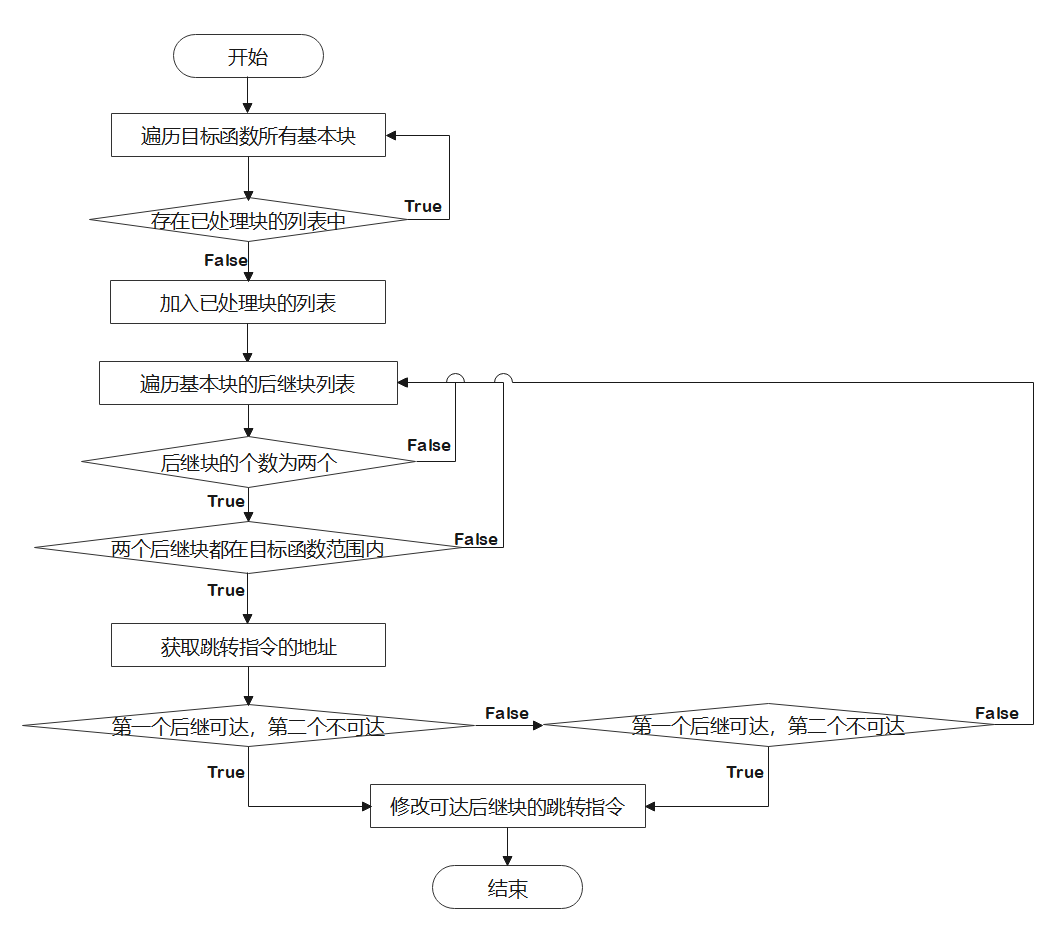 开始
遍历目标函数所有基本块
存在已处理块的列表中
True
False
加入已处理块的列表
遍历基本块的后继块列表
后继块的个数为两个
False
True
两个后继块都在目标函数范围内
False
True
获取跳转指令的地址
第一个后继可达，第二个不可达
False
第一个后继可达，第二个不可达
False
True
True
修改可达后继块的跳转指令
结束